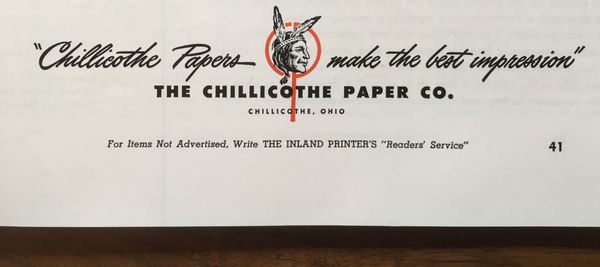 "Chillicothe Papers make the best impression"
THE CHILLICOTHE PAPER CO.
CHILLICOTHE, OHIO
For Items Not Advertised, Write THE INLAND PRINTER'S "Readers' Service" 41